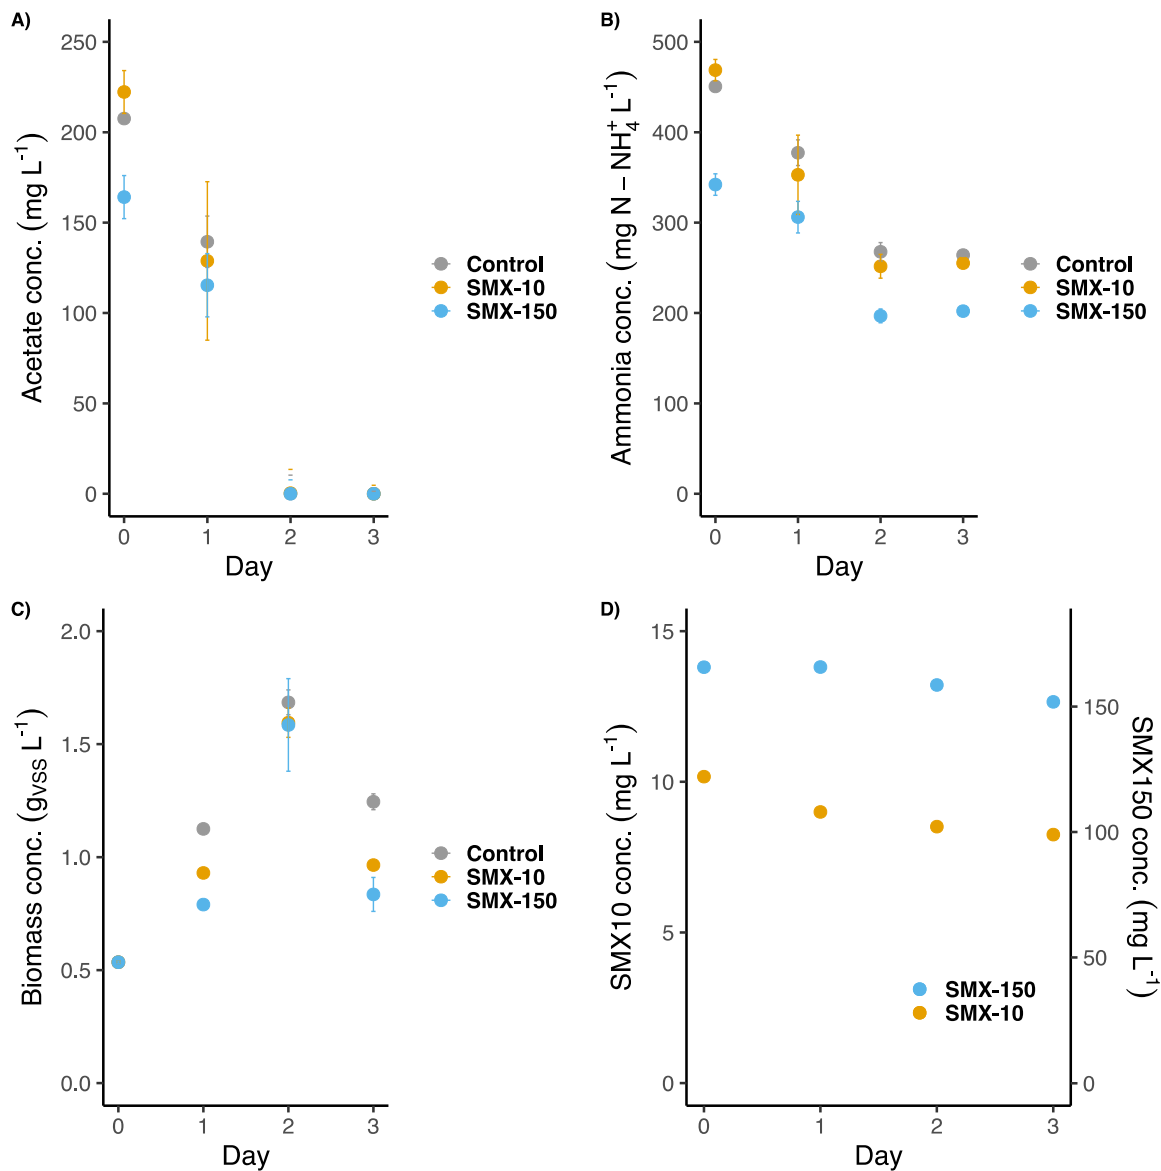 A)
250
200
150
100
50
0
Acetate conc. (mg L⁻¹)
0 1 2 3
Day
Control
SMX-10
SMX-150
B)
500
400
300
200
100
0
Ammonia conc. (mg N − NH₄⁺ L⁻¹)
0 1 2 3
Day
Control
SMX-10
SMX-150
C)
2.0
1.5
1.0
0.5
0.0
Biomass conc. (gVSS L⁻¹)
0 1 2 3
Day
Control
SMX-10
SMX-150
D)
15
10
5
0
SMX10 conc. (mg L⁻¹)
150
100
50
0
SMX150 conc. (mg L⁻¹)
0 1 2 3
Day
SMX-150
SMX-10